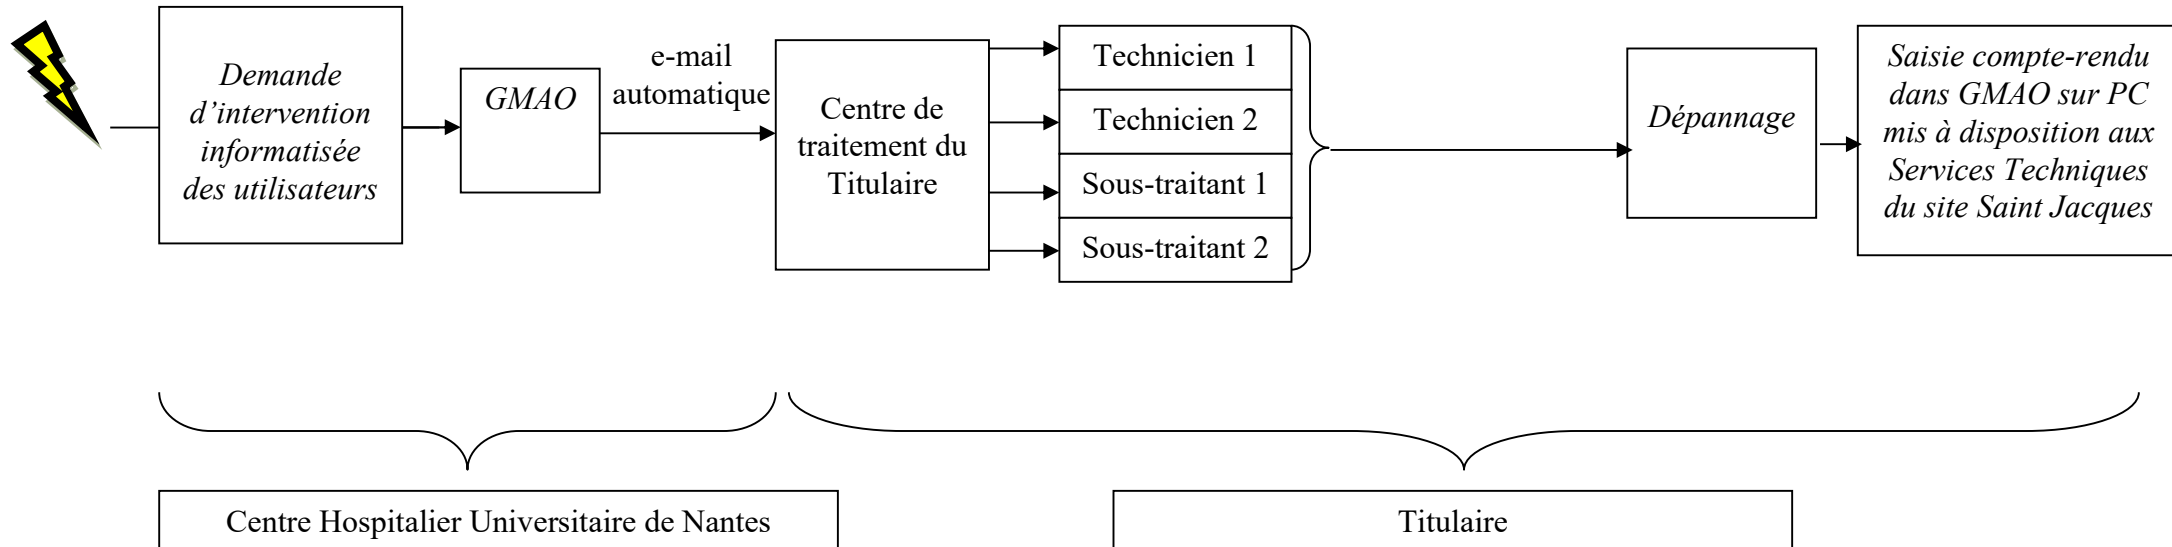 Demande
d’intervention
informatisée
des utilisateurs
GMAO
e-mail
automatique
Centre de
traitement du
Titulaire
Technicien 1
Technicien 2
Sous-traitant 1
Sous-traitant 2
Dépannage
Saisie compte-rendu
dans GMAO sur PC
mis à disposition aux
Services Techniques
du site Saint Jacques
Centre Hospitalier Universitaire de Nantes
Titulaire